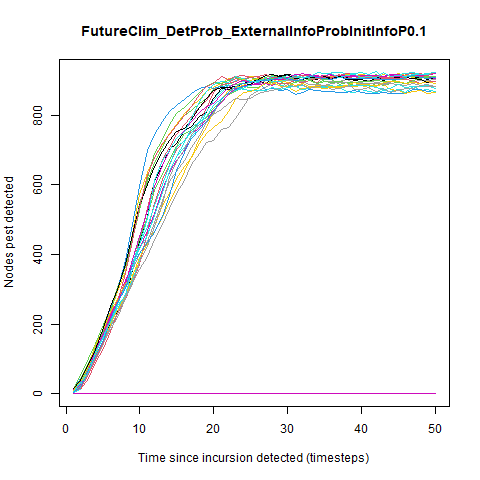 FutureClim_DetProb_ExternalInfoProbInitInfoP0.1
Nodes pest detected
800
600
400
200
0
0 10 20 30 40 50
Time since incursion detected (timesteps)